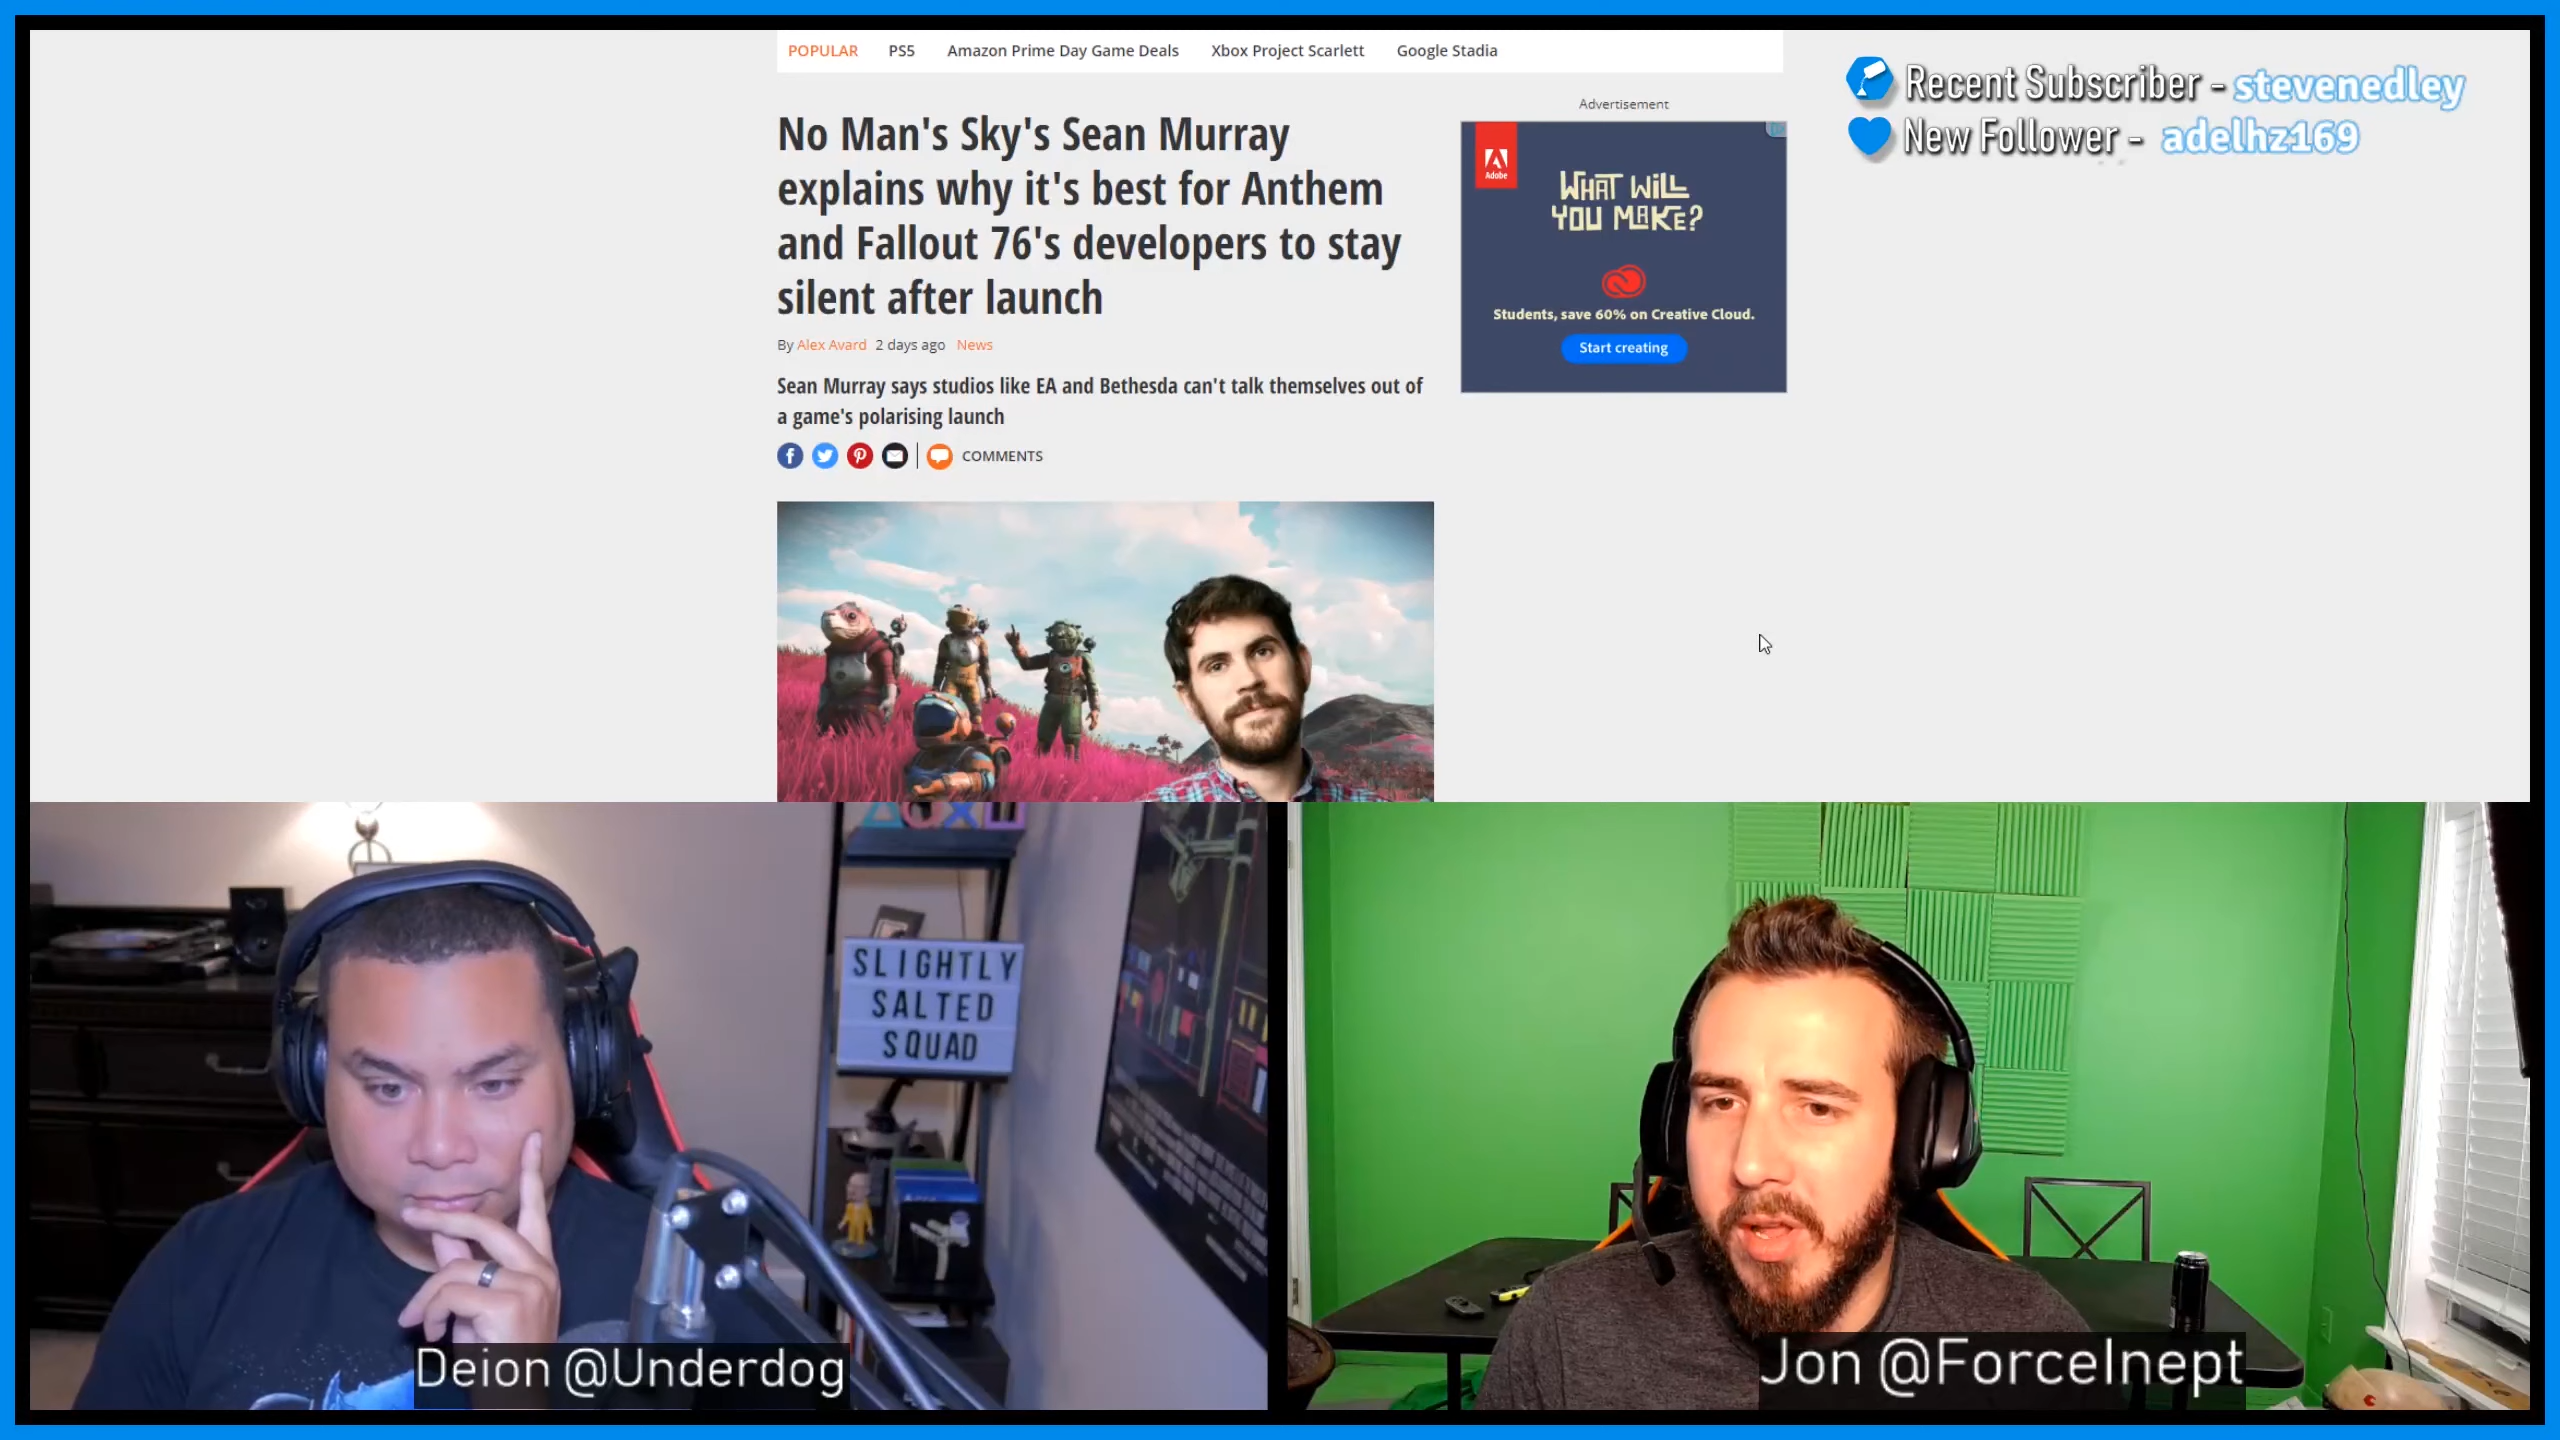 POPULAR PS5 Amazon Prime Day Game Deals Xbox Project Scarlett Google Stadia
Recent Subscriber - stevenedley
New Follower - adelhz169
No Man's Sky's Sean Murray
explains why it's best for Anthem
and Fallout 76's developers to stay
silent after launch
By Alex Avard 2 days ago News
Sean Murray says studios like EA and Bethesda can't talk themselves out of
a game's polarising launch
COMMENTS
Advertisement
Adobe
WHAT WILL
YOU MAKE?
Students, save 60% on Creative Cloud.
Start creating
SLIGHTLY
SALTED
SQUAD
Deion @Underdog
Jon @ForceInept